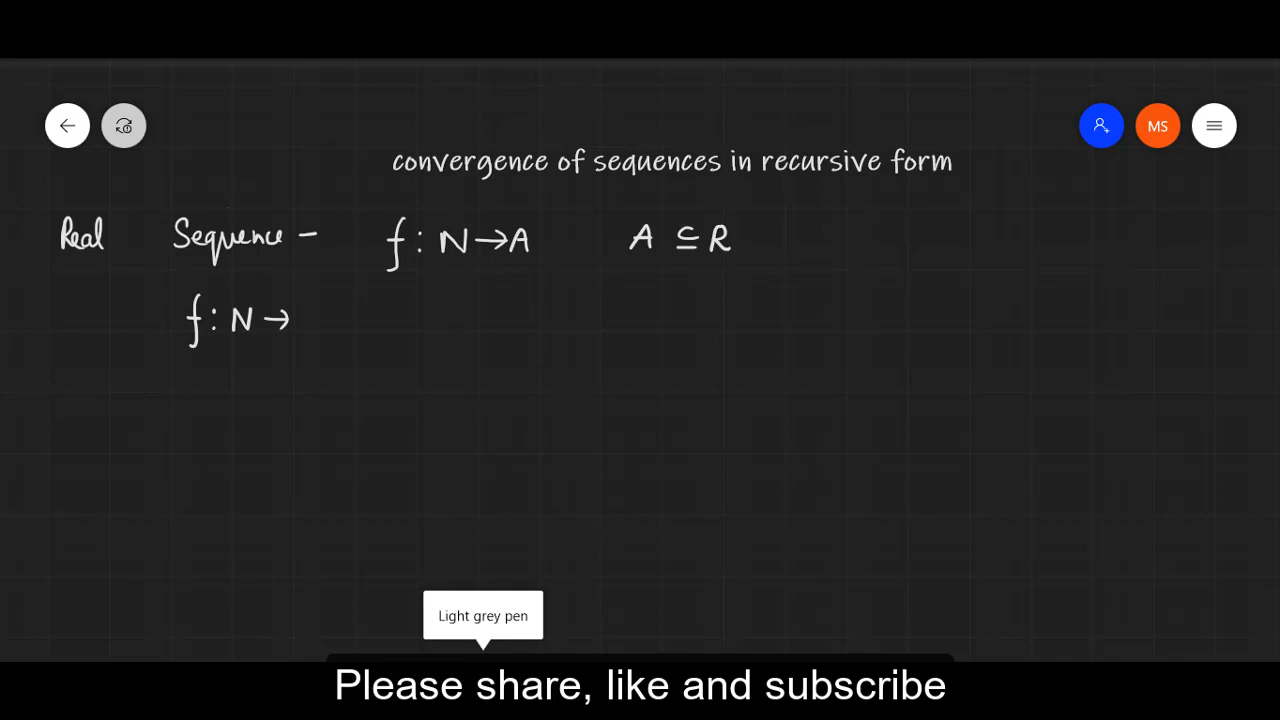 MS
convergence of sequences in recursive form
Real Sequence - f : N → A A ⊆ R
f : N →
Light grey pen
Please share, like and subscribe